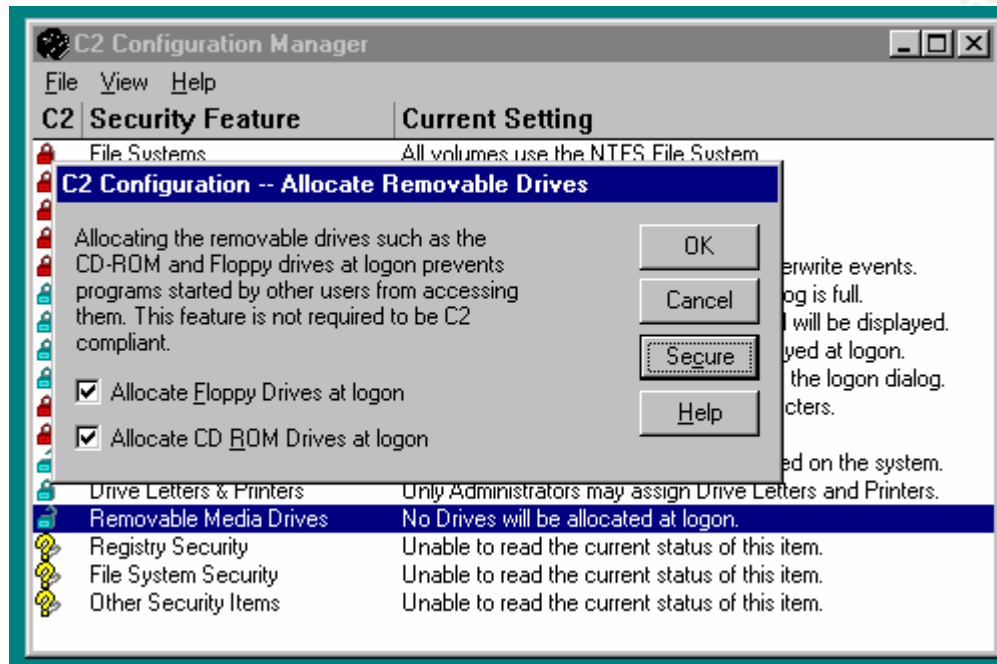 C2 Configuration Manager
File View Help
C2 Security Feature Current Setting
File Systems All volumes use the NTFS File System
C2 Configuration -- Allocate Removable Drives
Allocating the removable drives such as the
CD-ROM and Floppy drives at logon prevents
programs started by other users from accessing
them. This feature is not required to be C2
compliant.
Allocate Floppy Drives at logon
Allocate CD ROM Drives at logon
OK
Cancel
Secure
Help
events.
is full.
will be displayed.
at logon.
the logon dialog.
on the system.
Drive Letters & Printers Only Administrators may assign Drive Letters and Printers.
Removable Media Drives No Drives will be allocated at logon.
Registry Security Unable to read the current status of this item.
File System Security Unable to read the current status of this item.
Other Security Items Unable to read the current status of this item.